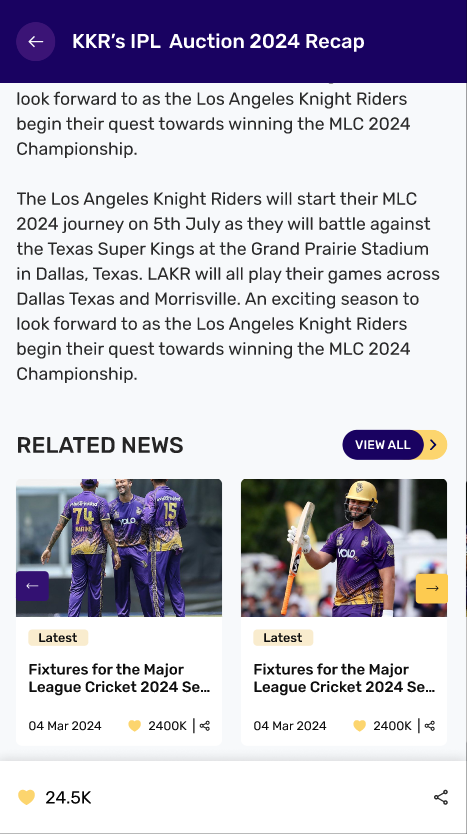 KKR’s IPL  Auction 2024 Recap
look forward to as the Los Angeles Knight Riders
begin their quest towards winning the MLC 2024
Championship.
The Los Angeles Knight Riders will start their MLC
2024 journey on 5th July as they will battle against
the Texas Super Kings at the Grand Prairie Stadium
in Dallas, Texas. LAKR will all play their games across
Dallas Texas and Morrisville. An exciting season to
look forward to as the Los Angeles Knight Riders
begin their quest towards winning the MLC 2024
Championship.
RELATED NEWS
VIEW ALL
74
YOLO
15
YOLO
Latest
Latest
Fixtures for the Major
League Cricket 2024 Se...
Fixtures for the Major
League Cricket 2024 Se...
04 Mar 2024
2400K
04 Mar 2024
2400K
24.5K